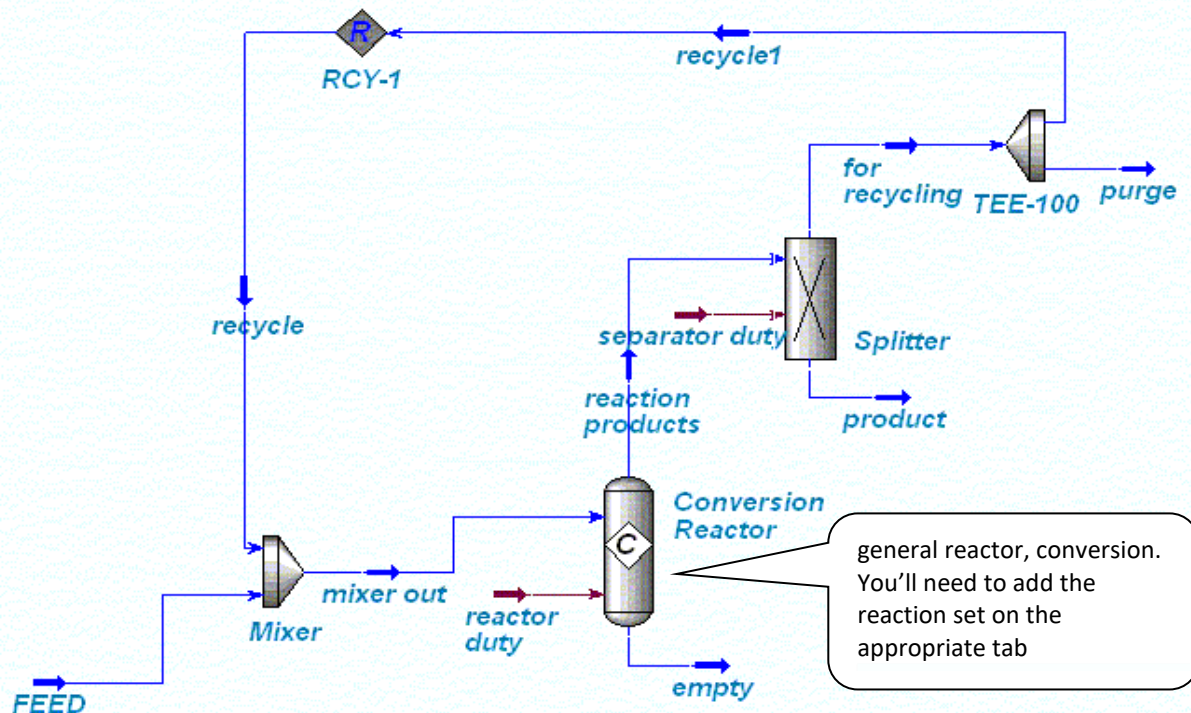 R
RCY-1
recycle1
for
recycling
TEE-100
purge
recycle
separator duty
Splitter
reaction
products
product
Conversion
Reactor
C
general reactor, conversion.
You’ll need to add the
reaction set on the
appropriate tab
mixer out
Mixer
reactor
duty
empty
FEED